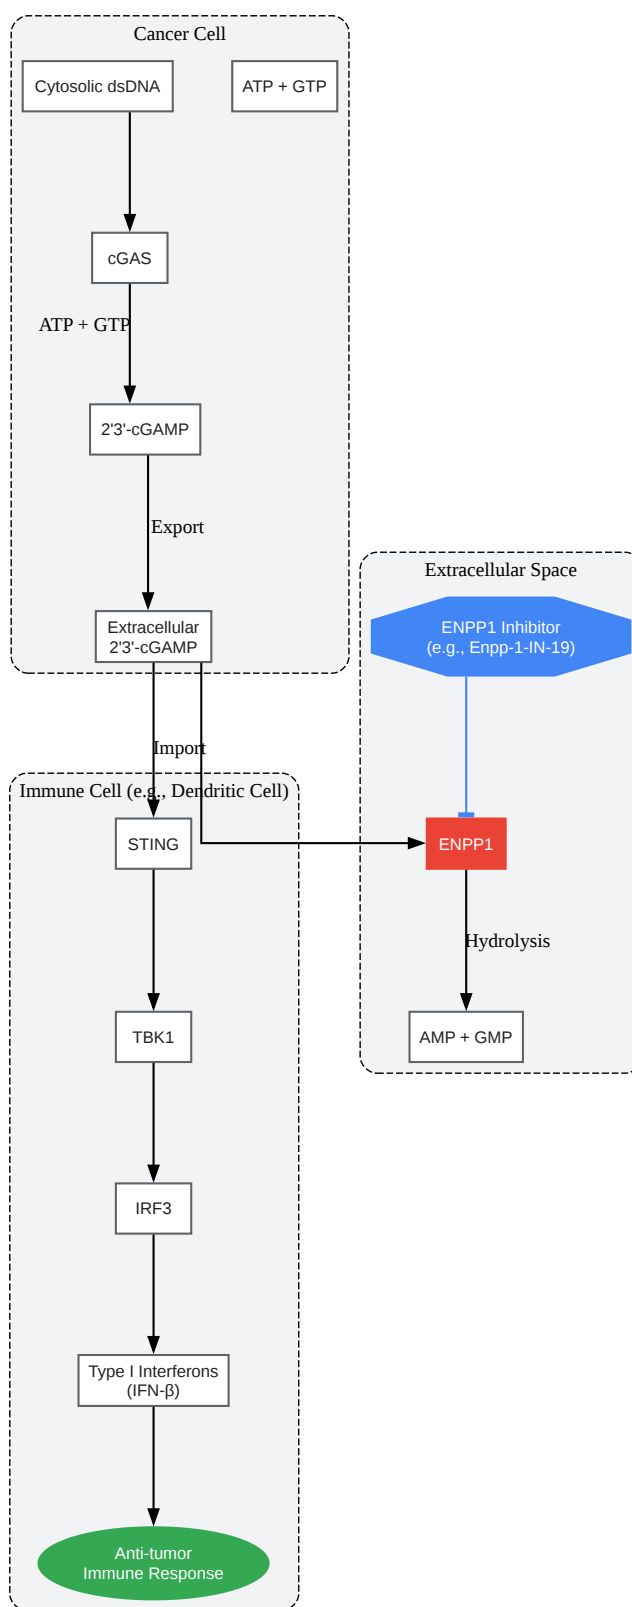 Cancer Cell
Cytosolic dsDNA
ATP + GTP
cGAS
ATP + GTP
2'3'-cGAMP
Export
Extracellular
2'3'-cGAMP
Extracellular Space
ENPP1 Inhibitor
(e.g., Enpp-1-IN-19)
Import
Immune Cell (e.g., Dendritic Cell)
STING
ENPP1
Hydrolysis
TBK1
AMP + GMP
IRF3
Type I Interferons
(IFN-β)
Anti-tumor
Immune Response